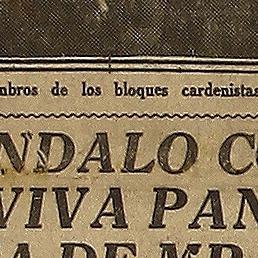 mbros de los bloques cardenistas
NDALO CO
VIVA PAN
A DE